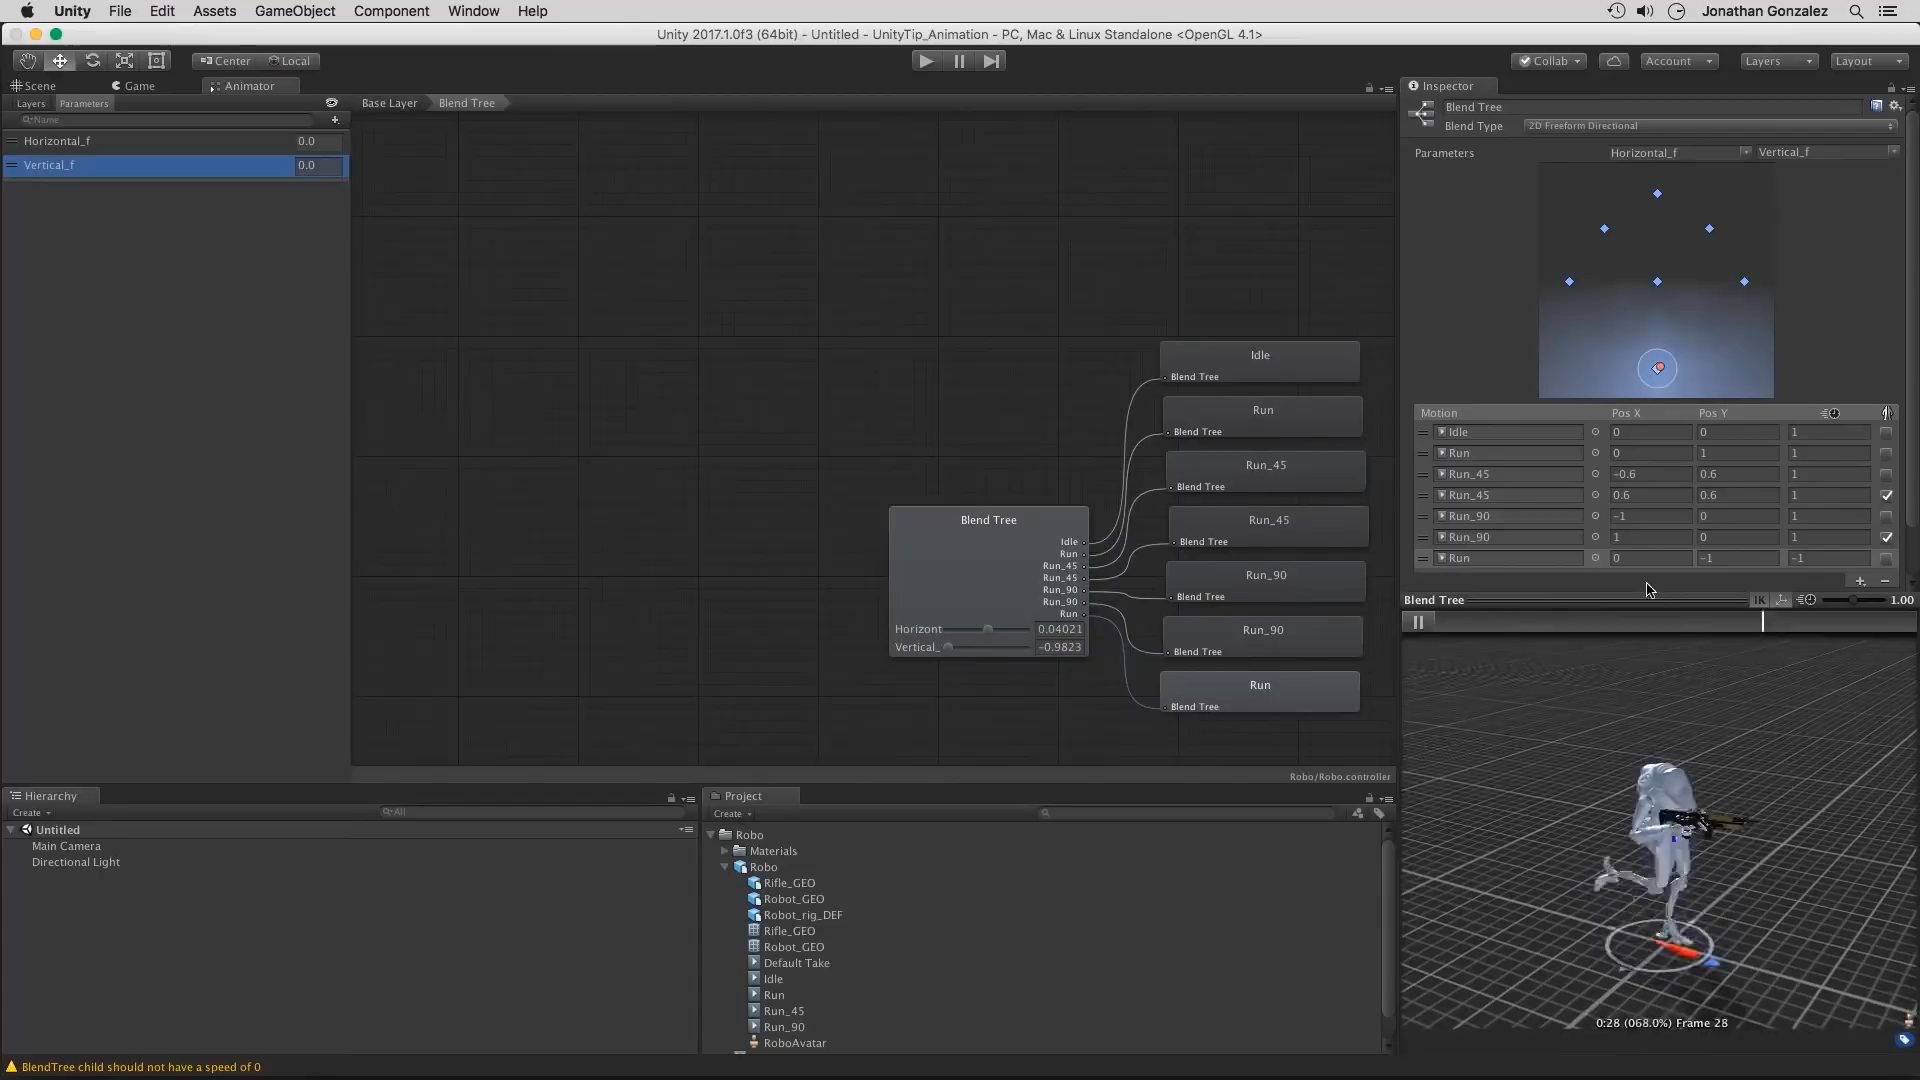 Unity File Edit Assets GameObject Component Window Help Jonathan Gonzalez
Unity 2017.1.0f3 (64bit) - Untitled - UnityTip_Animation - PC, Mac & Linux Standalone <OpenGL 4.1>
Center Local Collab Account Layers Layout
Scene Game Animator
Layers Parameters
Name
Horizontal_f 0.0
Vertical_f 0.0
Base Layer Blend Tree
Idle
Blend Tree
Run
Blend Tree
Run_45
Blend Tree
Run_45
Blend Tree
Run_90
Blend Tree
Run_90
Blend Tree
Run
Blend Tree
Blend Tree
Idle
Run
Run_45
Run_45
Run_90
Run_90
Run
Horizont 0.04021
Vertical_ -0.9823
Robo/Robo.controller
Inspector
Blend Tree
Blend Type 2D Freeform Directional
Parameters Horizontal_f Vertical_f
Motion Pos X Pos Y
Idle 0 0 1
Run 0 1 1
Run_45 -0.6 0.6 1
Run_45 0.6 0.6 1
Run_90 -1 0 1
Run_90 1 0 1
Run 0 -1 -1
Blend Tree IK 1.00
0:28 (068.0%) Frame 28
Hierarchy
Create All
Untitled
Main Camera
Directional Light
Project
Create
Robo
Materials
Robo
Rifle_GEO
Robot_GEO
Robot_rig_DEF
Rifle_GEO
Robot_GEO
Default Take
Idle
Run
Run_45
Run_90
RoboAvatar
BlendTree child should not have a speed of 0